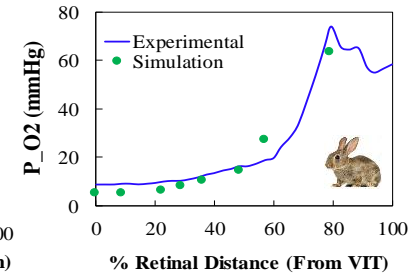 80
60
40
20
0
P_O2 (mmHg)
Experimental
Simulation
0 20 40 60 80 100
00
% Retinal Distance (From VIT)